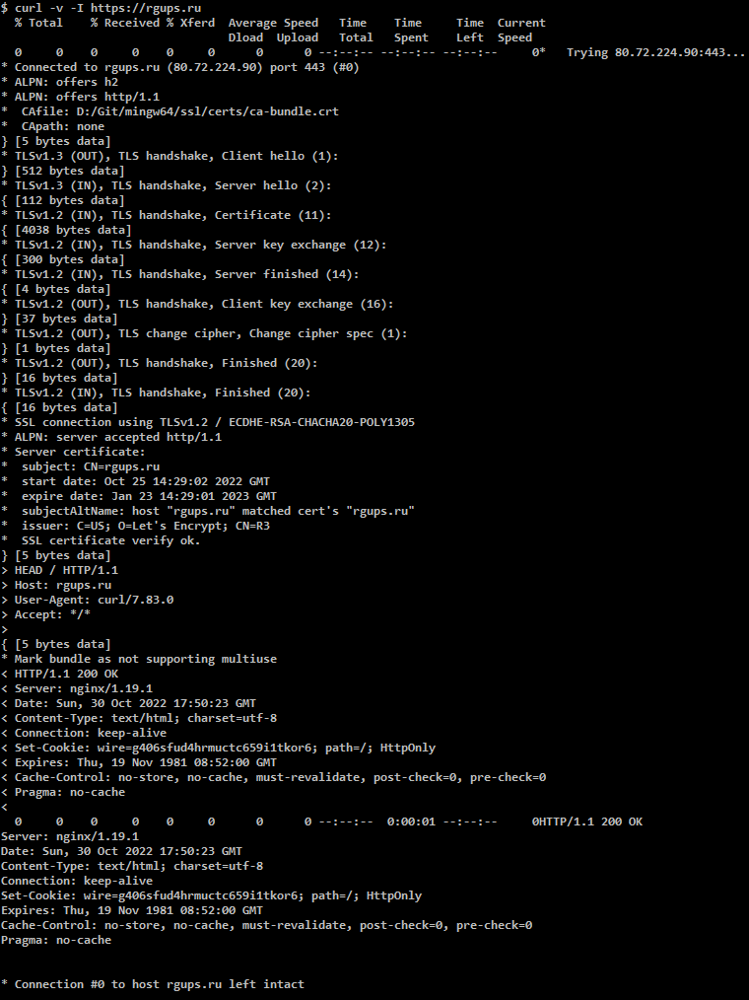 $ curl -v -I https://rgups.ru
  % Total    % Received % Xferd  Average Speed   Time    Time     Time  Current
                                 Dload  Upload   Total   Spent    Left  Speed
  0     0    0     0    0     0      0      0 --:--:-- --:--:-- --:--:--     0*   Trying 80.72.224.90:443...
* Connected to rgups.ru (80.72.224.90) port 443 (#0)
* ALPN: offers h2
* ALPN: offers http/1.1
*  CAfile: D:/Git/mingw64/ssl/certs/ca-bundle.crt
*  CApath: none
} [5 bytes data]
* TLSv1.3 (OUT), TLS handshake, Client hello (1):
} [512 bytes data]
* TLSv1.3 (IN), TLS handshake, Server hello (2):
{ [112 bytes data]
* TLSv1.2 (IN), TLS handshake, Certificate (11):
{ [4038 bytes data]
* TLSv1.2 (IN), TLS handshake, Server key exchange (12):
{ [300 bytes data]
* TLSv1.2 (IN), TLS handshake, Server finished (14):
{ [4 bytes data]
* TLSv1.2 (OUT), TLS handshake, Client key exchange (16):
} [37 bytes data]
* TLSv1.2 (OUT), TLS change cipher, Change cipher spec (1):
} [1 bytes data]
* TLSv1.2 (OUT), TLS handshake, Finished (20):
} [16 bytes data]
* TLSv1.2 (IN), TLS handshake, Finished (20):
{ [16 bytes data]
* SSL connection using TLSv1.2 / ECDHE-RSA-CHACHA20-POLY1305
* ALPN: server accepted http/1.1
* Server certificate:
*  subject: CN=rgups.ru
*  start date: Oct 25 14:29:02 2022 GMT
*  expire date: Jan 23 14:29:01 2023 GMT
*  subjectAltName: host "rgups.ru" matched cert's "rgups.ru"
*  issuer: C=US; O=Let's Encrypt; CN=R3
*  SSL certificate verify ok.
} [5 bytes data]
> HEAD / HTTP/1.1
> Host: rgups.ru
> User-Agent: curl/7.83.0
> Accept: */*
>
{ [5 bytes data]
* Mark bundle as not supporting multiuse
< HTTP/1.1 200 OK
< Server: nginx/1.19.1
< Date: Sun, 30 Oct 2022 17:50:23 GMT
< Content-Type: text/html; charset=utf-8
< Connection: keep-alive
< Set-Cookie: wire=g406sfud4hrmuctc659i1tkor6; path=/; HttpOnly
< Expires: Thu, 19 Nov 1981 08:52:00 GMT
< Cache-Control: no-store, no-cache, must-revalidate, post-check=0, pre-check=0
< Pragma: no-cache
<
  0     0    0     0    0     0      0      0 --:--:--  0:00:01 --:--:--     0HTTP/1.1 200 OK
Server: nginx/1.19.1
Date: Sun, 30 Oct 2022 17:50:23 GMT
Content-Type: text/html; charset=utf-8
Connection: keep-alive
Set-Cookie: wire=g406sfud4hrmuctc659i1tkor6; path=/; HttpOnly
Expires: Thu, 19 Nov 1981 08:52:00 GMT
Cache-Control: no-store, no-cache, must-revalidate, post-check=0, pre-check=0
Pragma: no-cache
* Connection #0 to host rgups.ru left intact